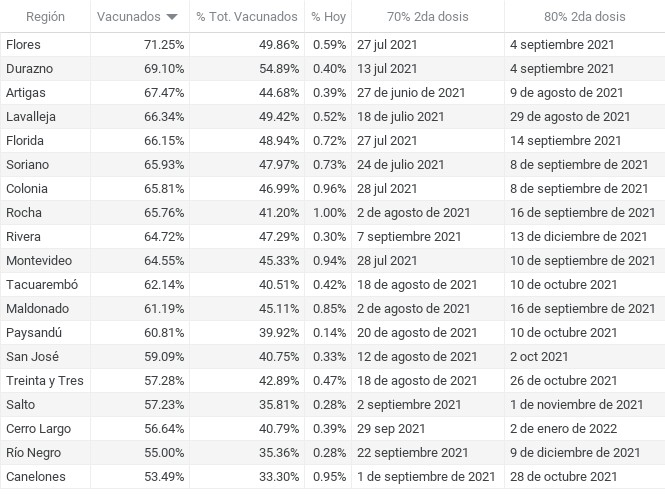 Región Vacunados % Tot. Vacunados % Hoy 70% 2da dosis 80% 2da dosis
Flores 71.25% 49.86% 0.59% 27 jul 2021 4 septiembre 2021
Durazno 69.10% 54.89% 0.40% 13 jul 2021 4 septiembre 2021
Artigas 67.47% 44.68% 0.39% 27 de junio de 2021 9 de agosto de 2021
Lavalleja 66.34% 49.42% 0.52% 18 de julio 2021 29 de agosto de 2021
Florida 66.15% 48.94% 0.72% 27 jul 2021 14 septiembre 2021
Soriano 65.93% 47.97% 0.73% 24 de julio 2021 8 de septiembre de 2021
Colonia 65.81% 46.99% 0.96% 28 jul 2021 8 de septiembre de 2021
Rocha 65.76% 41.20% 1.00% 2 de agosto de 2021 16 de septiembre de 2021
Rivera 64.72% 47.29% 0.30% 7 septiembre 2021 13 de diciembre de 2021
Montevideo 64.55% 45.33% 0.94% 28 jul 2021 10 de septiembre de 2021
Tacuarembó 62.14% 40.51% 0.42% 18 de agosto de 2021 10 de octubre de 2021
Maldonado 61.19% 45.11% 0.85% 2 de agosto de 2021 16 de septiembre de 2021
Paysandú 60.81% 39.92% 0.14% 20 de agosto de 2021 10 de octubre de 2021
San José 59.09% 40.75% 0.33% 12 de agosto de 2021 2 oct 2021
Treinta y Tres 57.28% 42.89% 0.47% 18 de agosto de 2021 26 de octubre de 2021
Salto 57.23% 35.81% 0.28% 2 septiembre 2021 1 de noviembre de 2021
Cerro Largo 56.64% 40.79% 0.39% 29 sep 2021 2 de enero de 2022
Río Negro 55.00% 35.36% 0.28% 22 septiembre 2021 9 de diciembre de 2021
Canelones 53.49% 33.30% 0.95% 1 de septiembre de 2021 28 de octubre de 2021